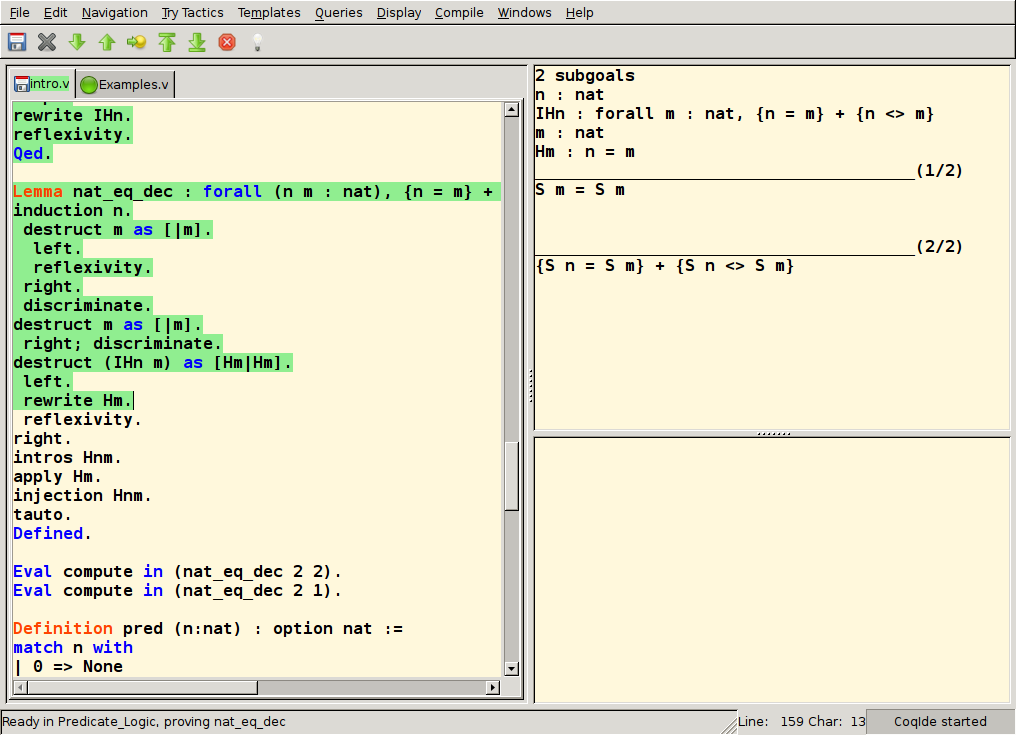 File Edit Navigation Try Tactics Templates Queries Display Compile Windows Help
intro.v Examples.v
rewrite IHn.
reflexivity.
Qed.
Lemma nat_eq_dec : forall (n m : nat), {n = m} +
induction n.
destruct m as [|m].
left.
reflexivity.
right.
discriminate.
destruct m as [|m].
right; discriminate.
destruct (IHn m) as [Hm|Hm].
left.
rewrite Hm.
reflexivity.
right.
intros Hnm.
apply Hm.
injection Hnm.
tauto.
Defined.
Eval compute in (nat_eq_dec 2 2).
Eval compute in (nat_eq_dec 2 1).
Definition pred (n:nat) : option nat :=
match n with
| 0 => None
2 subgoals
n : nat
IHn : forall m : nat, {n = m} + {n <> m}
m : nat
Hm : n = m
______________________________________(1/2)
S m = S m
______________________________________(2/2)
{S n = S m} + {S n <> S m}
Ready in Predicate_Logic, proving nat_eq_dec
Line: 159 Char: 13
CoqIde started